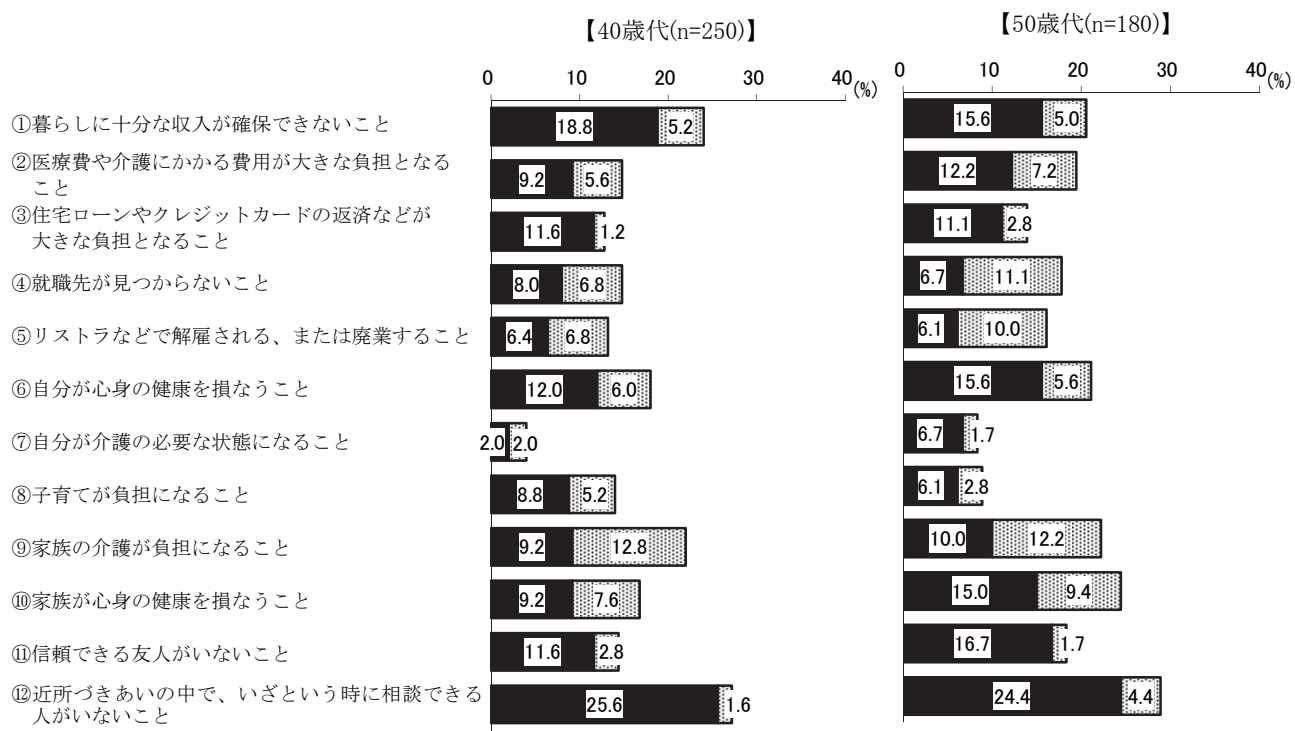 【40歳代(n=250)】
【50歳代(n=180)】
0 10 20 30 40(%)
0 10 20 30 40(%)
①暮らしに十分な収入が確保できないこと
18.8 5.2
15.6 5.0
②医療費や介護にかかる費用が大きな負担となる
こと
9.2 5.6
12.2 7.2
③住宅ローンやクレジットカードの返済などが
大きな負担となること
11.6 1.2
11.1 2.8
④就職先が見つからないこと
8.0 6.8
6.7 11.1
⑤リストラなどで解雇される、または廃業すること
6.4 6.8
6.1 10.0
⑥自分が心身の健康を損なうこと
12.0 6.0
15.6 5.6
⑦自分が介護の必要な状態になること
2.0 2.0
6.7 1.7
⑧子育てが負担になること
8.8 5.2
6.1 2.8
⑨家族の介護が負担になること
9.2 12.8
10.0 12.2
⑩家族が心身の健康を損なうこと
9.2 7.6
15.0 9.4
⑪信頼できる友人がいないこと
11.6 2.8
16.7 1.7
⑫近所づきあいの中で、いざという時に相談できる
人がいないこと
25.6 1.6
24.4 4.4